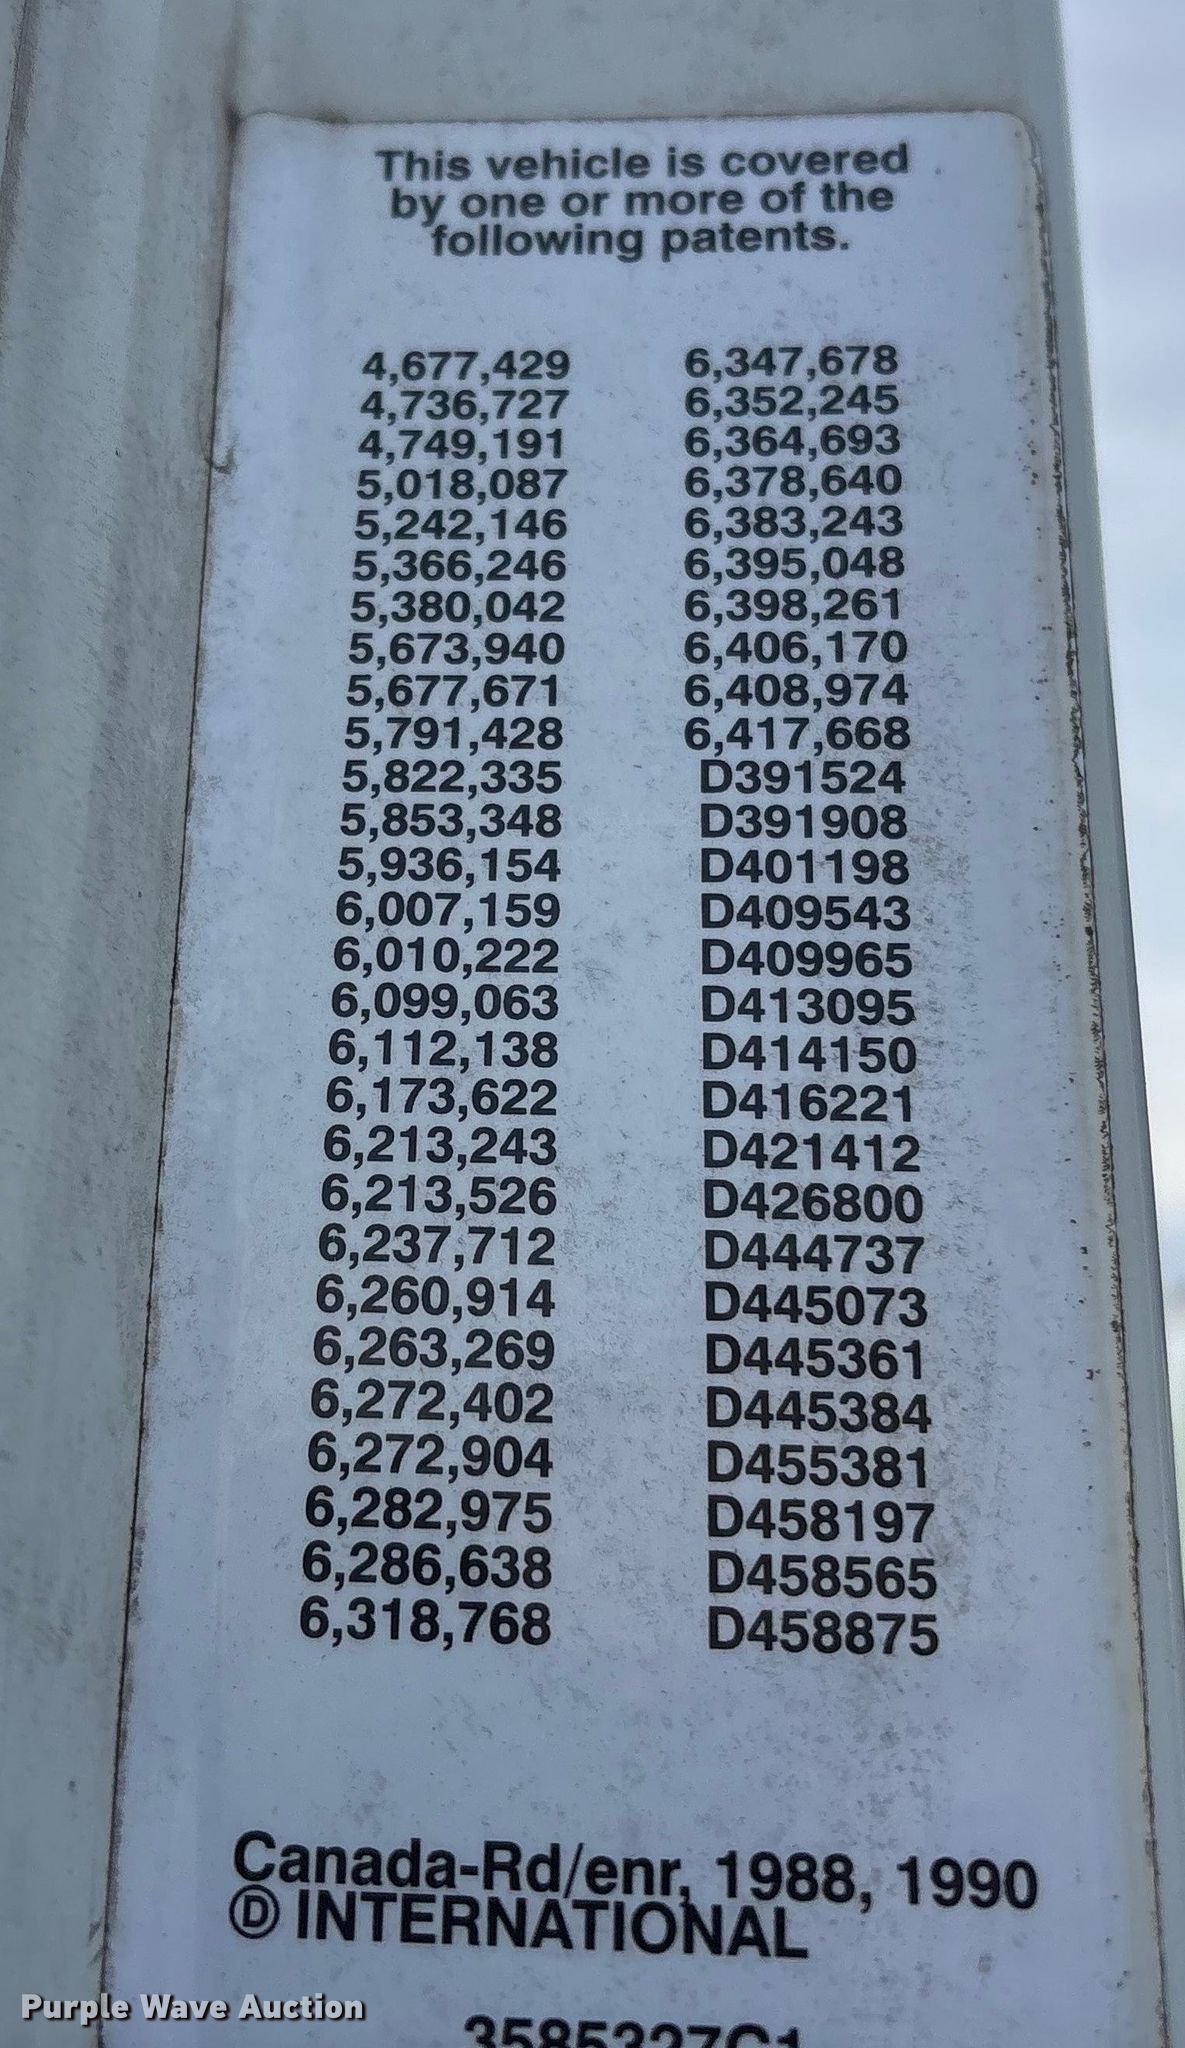 This vehicle is covered
by one or more of the
following patents.
4,677,429 6,347,678
4,736,727 6,352,245
4,749,191 6,364,693
5,018,087 6,378,640
5,242,146 6,383,243
5,366,246 6,395,048
5,380,042 6,398,261
5,673,940 6,406,170
5,677,671 6,408,974
5,791,428 6,417,668
5,822,335 D391524
5,853,348 D391908
5,936,154 D401198
6,007,159 D409543
6,010,222 D409965
6,099,063 D413095
6,112,138 D414150
6,173,622 D416221
6,213,243 D421412
6,213,526 D426800
6,237,712 D444737
6,260,914 D445073
6,263,269 D445361
6,272,402 D445384
6,272,904 D455381
6,282,975 D458197
6,286,638 D458565
6,318,768 D458875
Canada-Rd/enr, 1988, 1990
Ⓓ INTERNATIONAL
3585327C1
Purple Wave Auction